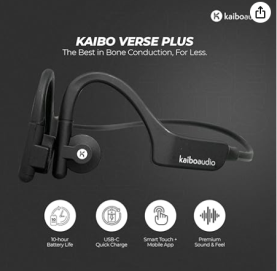 kaiboau
KAIBO VERSE PLUS
The Best in Bone Conduction, For Less.
kaiboaudio
10-hour
Battery Life
USB-C
Quick Charge
Smart Touch +
Mobile App
Premium
Sound & Feel